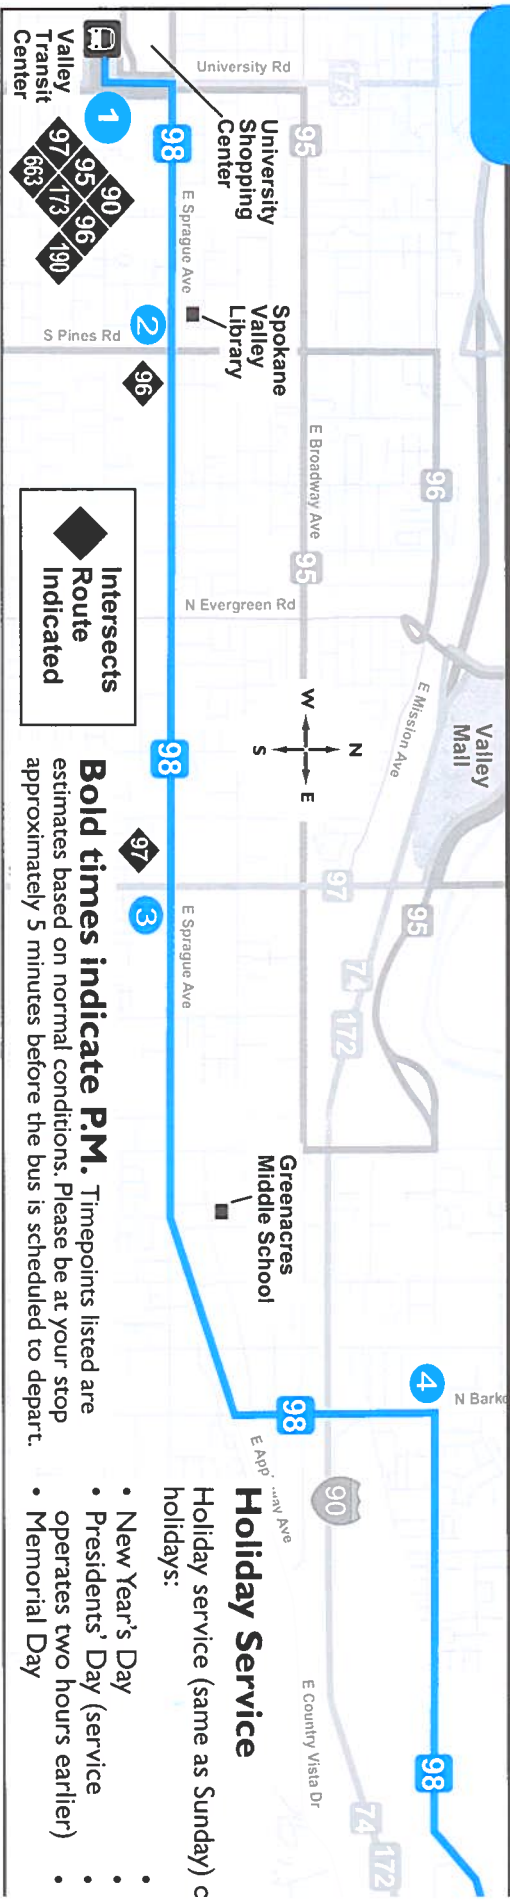 University Rd
E Sprague Ave
S Pines Rd
E Broadway Ave
N Evergreen Rd
E Mission Ave
E Sprague Ave
N Bark
E App
way Ave
E Country Vista Dr
Valley
Transit
Center
1
90
95 96
97 173 190
663
98
University
Shopping
Center
172
95
Spokane
Valley
Library
2
96
96
95
Valley
Mall
N
W
E
S
98
97
3
97
95
74
172
Greenacres
Middle School
4
98
90
98
74
172
Intersects
Route
Indicated
Bold times indicate P.M. Timepoints listed are
estimates based on normal conditions. Please be at your stop
approximately 5 minutes before the bus is scheduled to depart.
Holiday Service
Holiday service (same as Sunday)
holidays:
• New Year's Day
• Presidents' Day (service
operates two hours earlier)
• Memorial Day